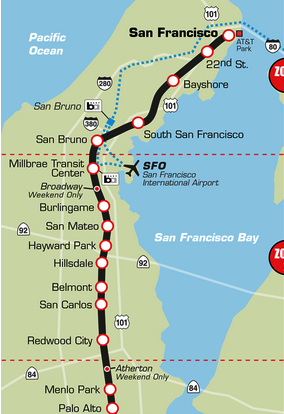 101
Pacific
Ocean
San Francisco
AT&T
Park
80
22nd St.
280
Bayshore
101
San Bruno
b
380
South San Francisco
San Bruno
Millbrae Transit
Center
b
SFO
San Francisco
International Airport
Broadway
Weekend Only
Burlingame
92
San Mateo
San Francisco Bay
Hayward Park
Hillsdale
92
Belmont
San Carlos
101
Redwood City
84
Atherton
Weekend Only
84
Menlo Park
Palo Alto